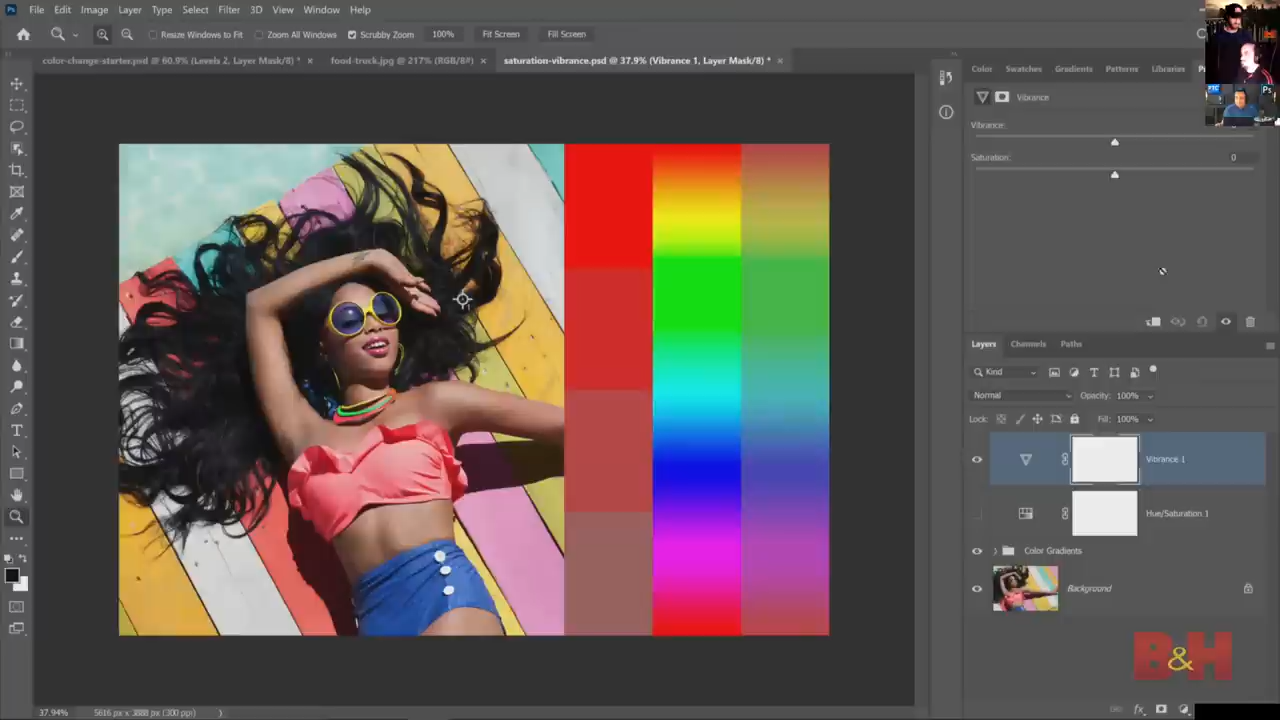 Ps File Edit Image Layer Type Select Filter 3D View Window Help
Resize Windows to Fit Zoom All Windows Scrubby Zoom 100% Fit Screen Fill Screen
color-change-starter.psd @ 60.9% (Levels 2, Layer Mask/8) * × food-truck.jpg @ 217% (RGB/8#) × saturation-vibrance.psd @ 37.9% (Vibrance 1, Layer Mask/8) * ×
Color Swatches Gradients Patterns Libraries
PTC Ps
Vibrance
Vibrance:
Saturation: 0
Layers Channels Paths
Kind
Normal Opacity: 100%
Lock: Fill: 100%
Vibrance 1
Hue/Saturation 1
Color Gradients
Background
B&H
37.94% 5616 px x 3888 px (300 ppi)